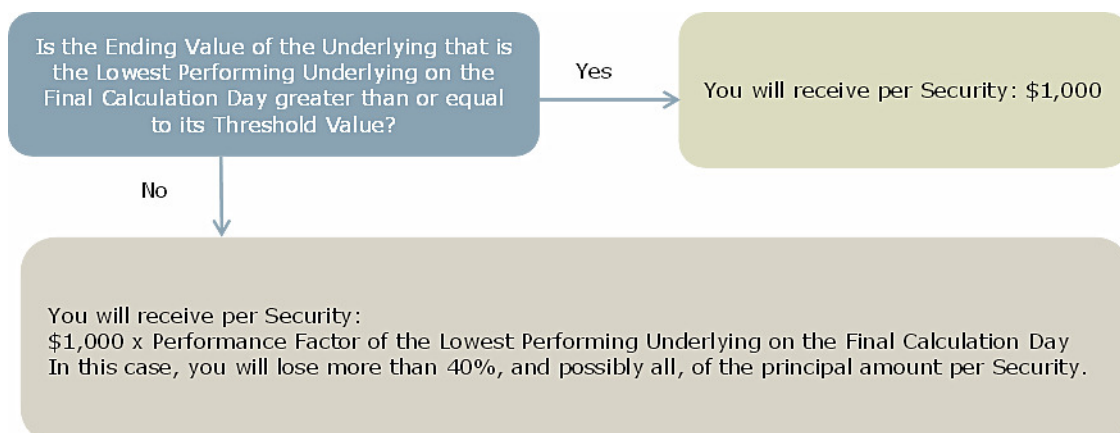 Is the Ending Value of the Underlying that is
the Lowest Performing Underlying on the
Final Calculation Day greater than or equal
to its Threshold Value?
Yes
You will receive per Security: $1,000
No
You will receive per Security:
$1,000 x Performance Factor of the Lowest Performing Underlying on the Final Calculation Day
In this case, you will lose more than 40%, and possibly all, of the principal amount per Security.